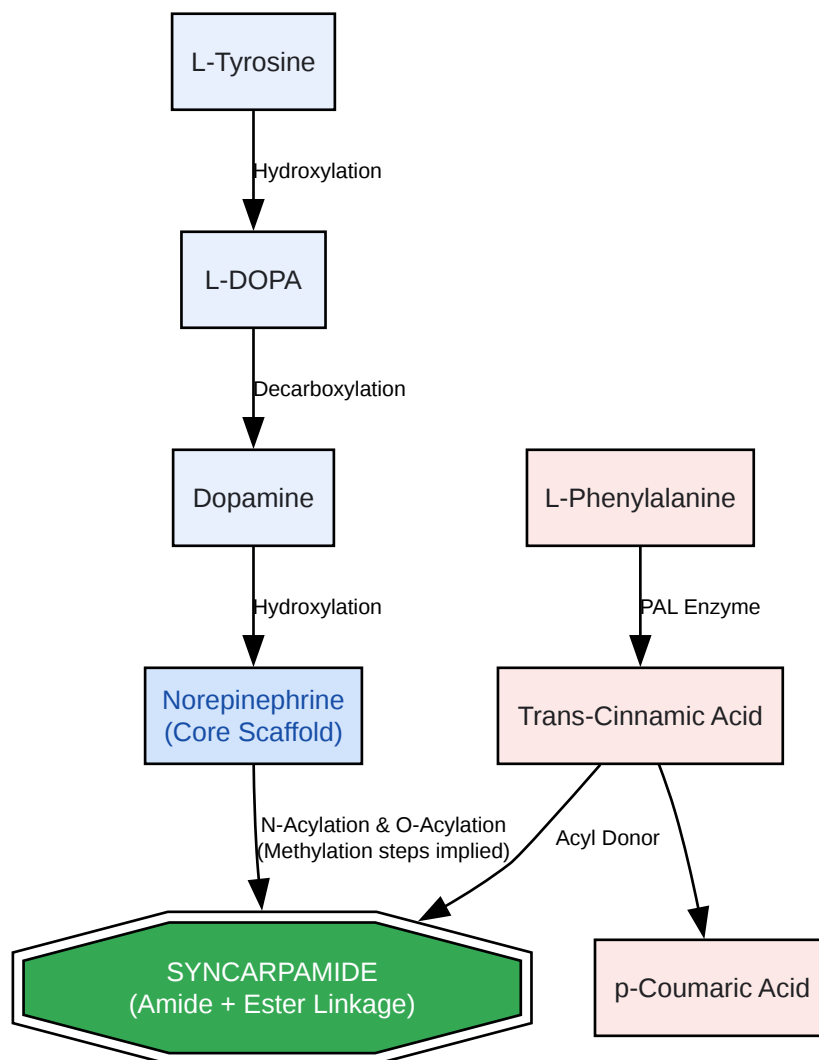 L-Tyrosine
Hydroxylation
L-DOPA
Decarboxylation
Dopamine
L-Phenylalanine
Hydroxylation
PAL Enzyme
Norepinephrine
(Core Scaffold)
Trans-Cinnamic Acid
N-Acylation & O-Acylation
(Methylation steps implied)
Acyl Donor
SYNCARPAMIDE
(Amide + Ester Linkage)
p-Coumaric Acid